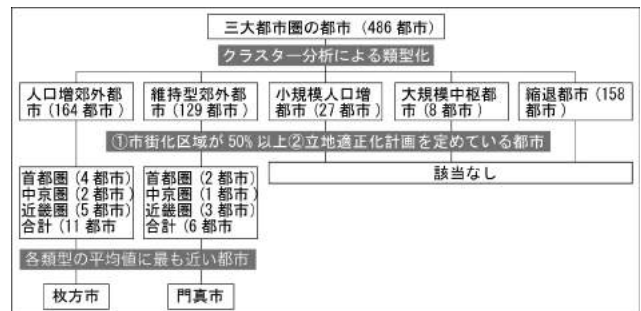 三大都市圏の都市(486 都市)
クラスター分析による類型化
人口増郊外都
市(164 都市)
維持型郊外都
市(129 都市)
小規模人口増
都市(27 都市)
大規模中枢都
市(8 都市)
縮退都市(158
都市)
①市街化区域が 50%以上②立地適正化計画を定めている都市
首都圏(4 都市)
中京圏(2 都市)
近畿圏(5 都市)
合計(11 都市
首都圏(2 都市)
中京圏(1 都市)
近畿圏(3 都市)
合計(6 都市
該当なし
各類型の平均値に最も近い都市
枚方市
門真市